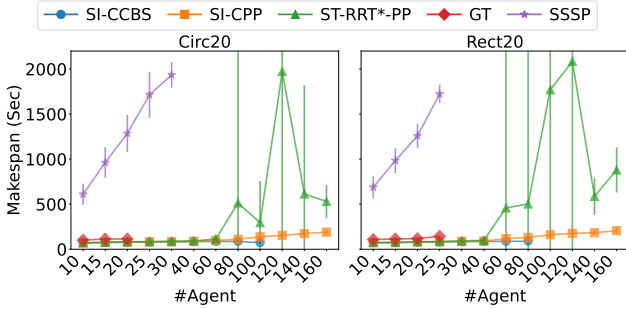 SI-CCBS SI-CPP ST-RRT*-PP GT SSSP
Circ20 Rect20
Makespan (Sec)
2000
1500
1000
500
0
10 15 20 25 30 40 60 80 100 120 140 160
10 15 20 25 30 40 60 80 100 120 140 160
#Agent #Agent